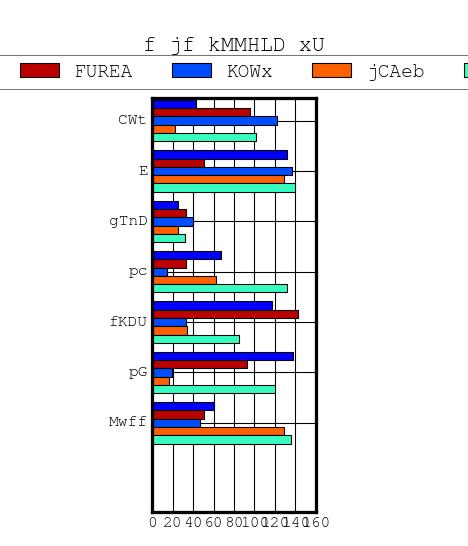 f jf kMMHLD xU
FUREA KOWx jCAeb
CWt
E
gTnD
pc
fKDU
pG
Mwff
0 20 40 60 80 100 120 140 160